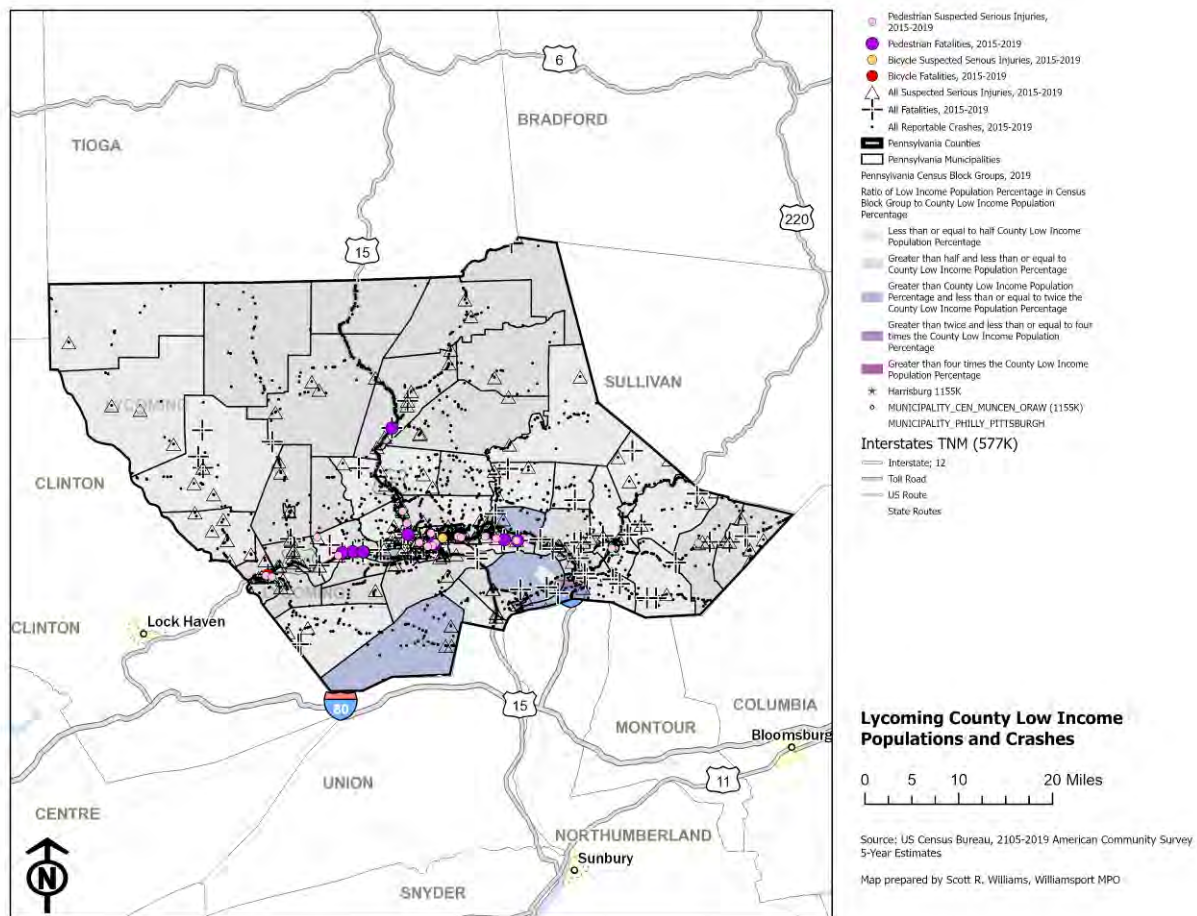 6
BRADFORD
TIOGA
220
15
SULLIVAN
CLINTON
CLINTON
Lock Haven
80
15
COLUMBIA
MONTOUR
Bloomsburg
11
UNION
CENTRE
NORTHUMBERLAND
Sunbury
SNYDER
N
Pedestrian Suspected Serious Injuries,
2015-2019
Pedestrian Fatalities, 2015-2019
Bicycle Suspected Serious Injuries, 2015-2019
Bicycle Fatalities, 2015-2019
All Suspected Serious Injuries, 2015-2019
All Fatalities, 2015-2019
All Reportable Crashes, 2015-2019
Pennsylvania Counties
Pennsylvania Municipalities
Pennsylvania Census Block Groups, 2019
Ratio of Low Income Population Percentage in Census
Block Group to County Low Income Population
Percentage
Less than or equal to half County Low Income
Population Percentage
Greater than half and less than or equal to
County Low Income Population Percentage
Greater than County Low Income Population
Percentage and less than or equal to twice the
County Low Income Population Percentage
Greater than twice and less than or equal to four
times the County Low Income Population
Percentage
Greater than four times the County Low Income
Population Percentage
Harrisburg 1155K
MUNICIPALITY_CEN_MUNCEN_ORAW (1155K)
MUNICIPALITY_PHILLY_PITTSBURGH
Interstates TNM (577K)
Interstate; 12
Toll Road
US Route
State Routes
Lycoming County Low Income
Populations and Crashes
0 5 10 20 Miles
Source: US Census Bureau, 2105-2019 American Community Survey
5-Year Estimates
Map prepared by Scott R. Williams, Williamsport MPO